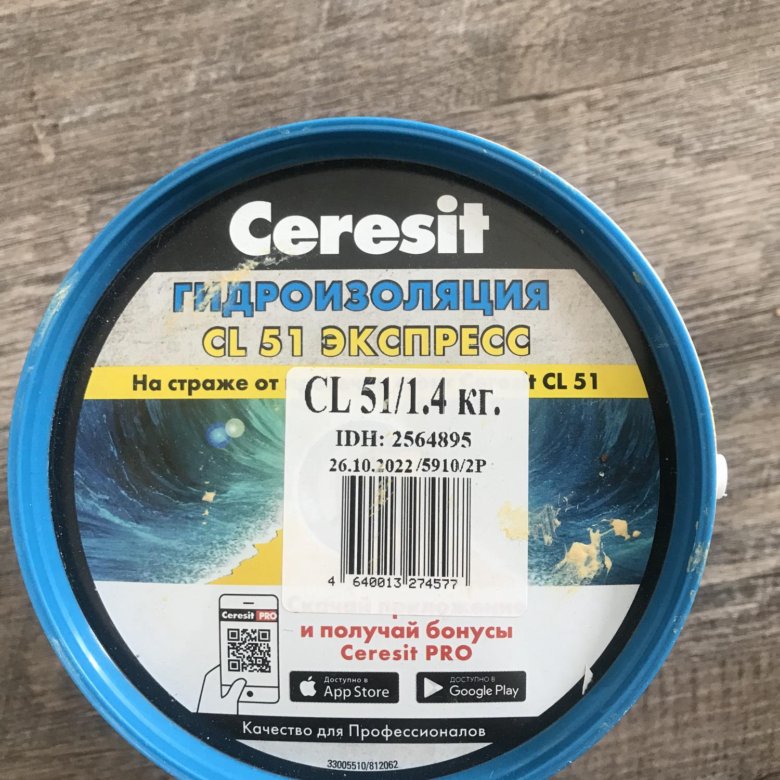 Ceresit
ГИДРОИЗОЛЯЦИЯ
CL 51 ЭКСПРЕСС
На страже от CL 51
CL 51/1.4 кг.
IDH: 2564895
26.10.2022 /5910/2P
4 640013 274577
и получай бонусы
Ceresit PRO
Ceresit PRO
Доступно в
App Store
ДОСТУПНО В
Google Play
Качество для Профессионалов
33005510/812062